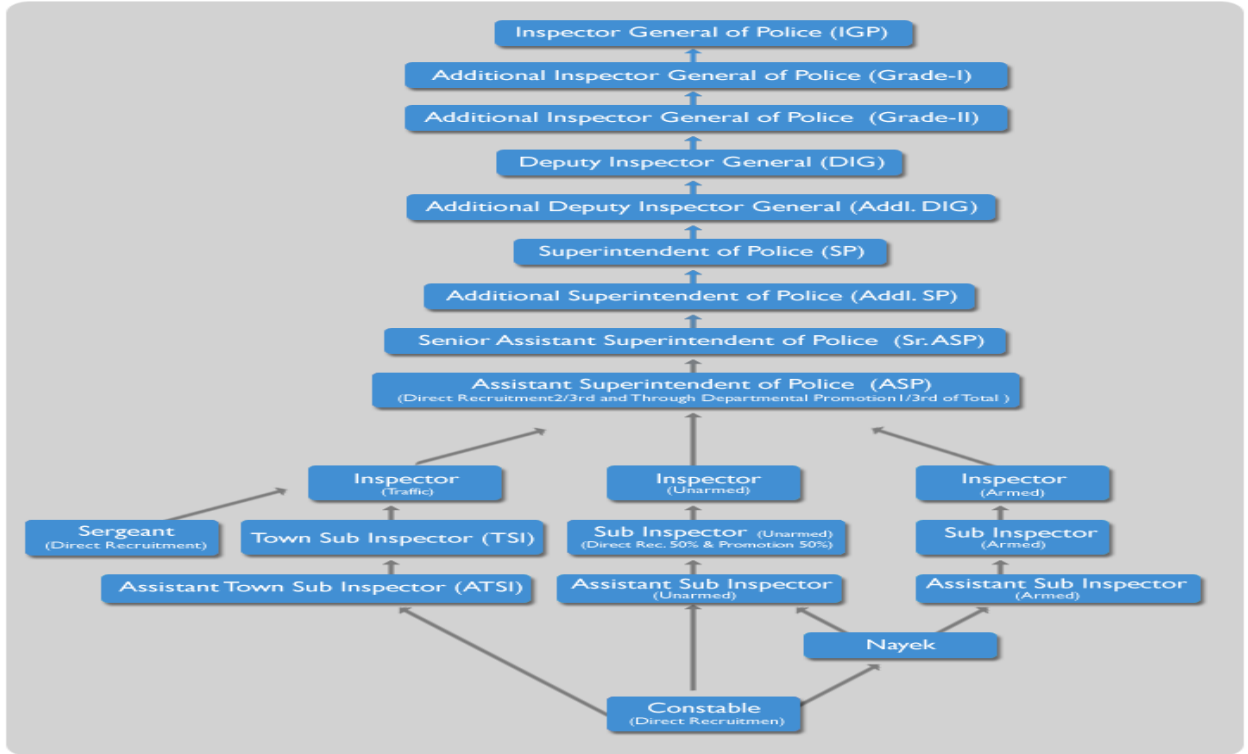 Inspector General of Police (IGP)
Additional Inspector General of Police (Grade-I)
Additional Inspector General of Police (Grade-II)
Deputy Inspector General (DIG)
Additional Deputy Inspector General (Addl. DIG)
Superintendent of Police (SP)
Additional Superintendent of Police (Addl. SP)
Senior Assistant Superintendent of Police (Sr. ASP)
Assistant Superintendent of Police (ASP)
(Direct Recruitment2/3rd and Through Departmental Promotion1/3rd of Total )
Inspector
(Traffic)
Inspector
(Unarmed)
Inspector
(Armed)
Sergeant
(Direct Recruitment)
Town Sub Inspector (TSI)
Sub Inspector (Unarmed)
(Direct Rec. 50% & Promotion 50%)
Sub Inspector
(Armed)
Assistant Town Sub Inspector (ATSI)
Assistant Sub Inspector
(Unarmed)
Assistant Sub Inspector
(Armed)
Nayek
Constable
(Direct Recruitmen)